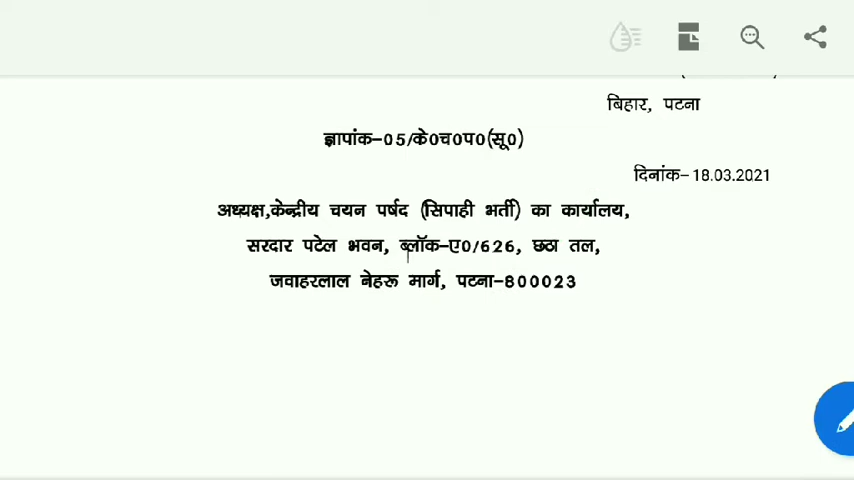 बिहार, पटना
ज्ञापांक-05/के0च0प0(सू0)
दिनांक- 18.03.2021
अध्यक्ष,केन्द्रीय चयन पर्षद (सिपाही भर्ती) का कार्यालय,
सरदार पटेल भवन, ब्लॉक-ए0/626, छठा तल,
जवाहरलाल नेहरू मार्ग, पटना-800023